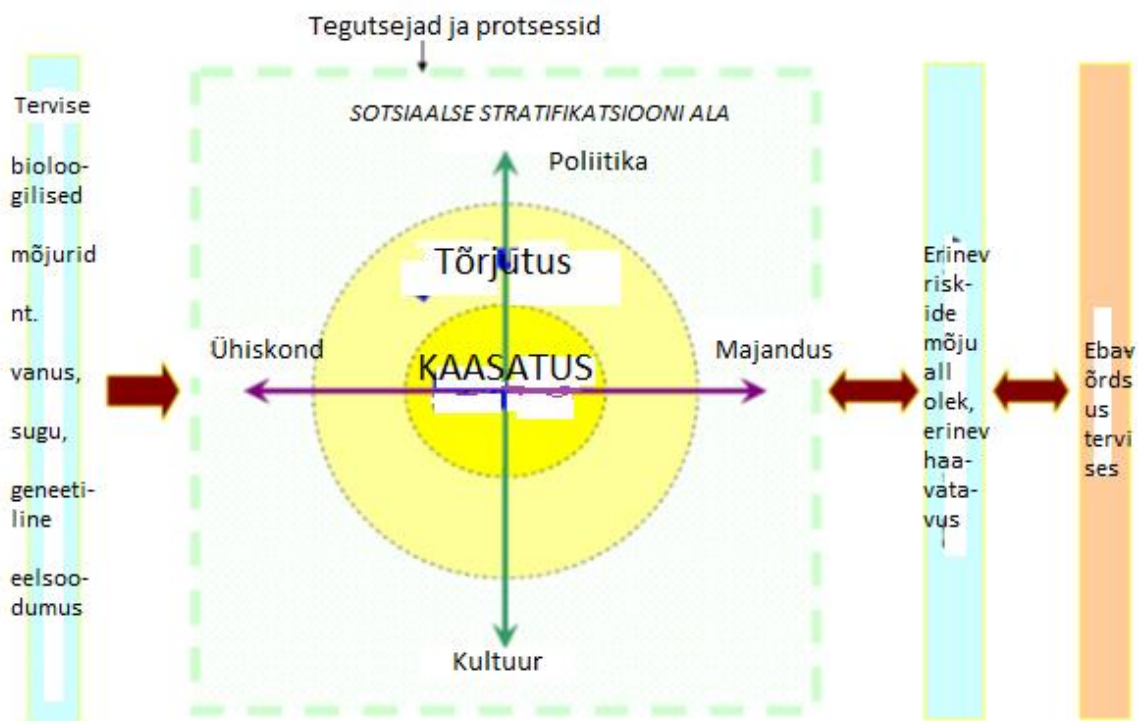 Tegutsejad ja protsessid
SOTSIAALSE STRATIFIKATSIOONI ALA
Poliitika
Tõrjutus
Ühiskond
KAASATUS
Majandus
Kultuur
Tervise
bioloo-
gilised
mõjurid
nt.
vanus,
sugu,
geneeti-
line
eelsoo-
dumus
Erinev
risk-
ide
mõju
all
olek,
erinev
haa-
vata-
vus
Ebav
õrds
us
tervi
ses